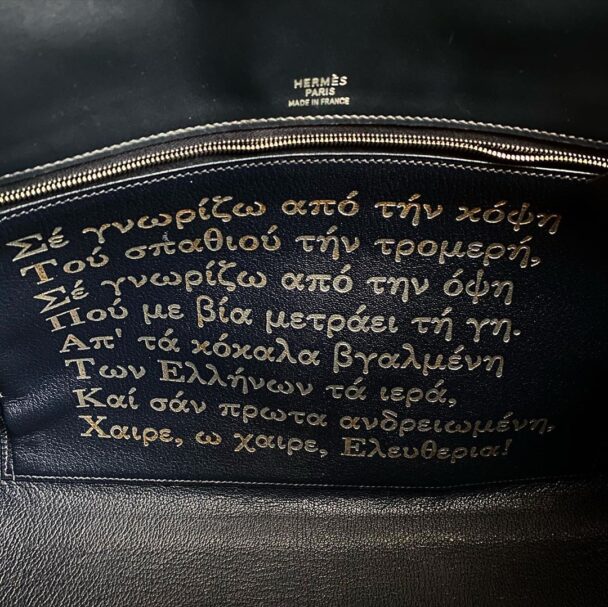 HERMÈS
PARIS
MADE IN FRANCE
Σέ γνωρίζω από τήν κόψη
Τού σπαθιού τήν τρομερή,
Σέ γνωρίζω από την όψη
Πού με βία μετράει τή γη.
Απ' τά κόκαλα βγαλμένη
Των Ελλήνων τά ιερά,
Καί σάν πρωτα ανδρειωμένη,
Χαιρε, ω χαιρε, Ελευθερια!